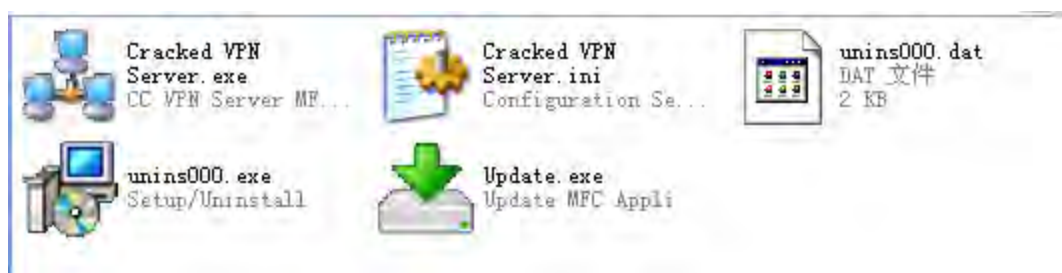 Cracked VPN
Server.exe
CC VPN Server MF...
Cracked VPN
Server.ini
Configuration Se...
unins000.dat
DAT 文件
2 KB
unins000.exe
Setup/Uninstall
Update.exe
Update MFC Appli